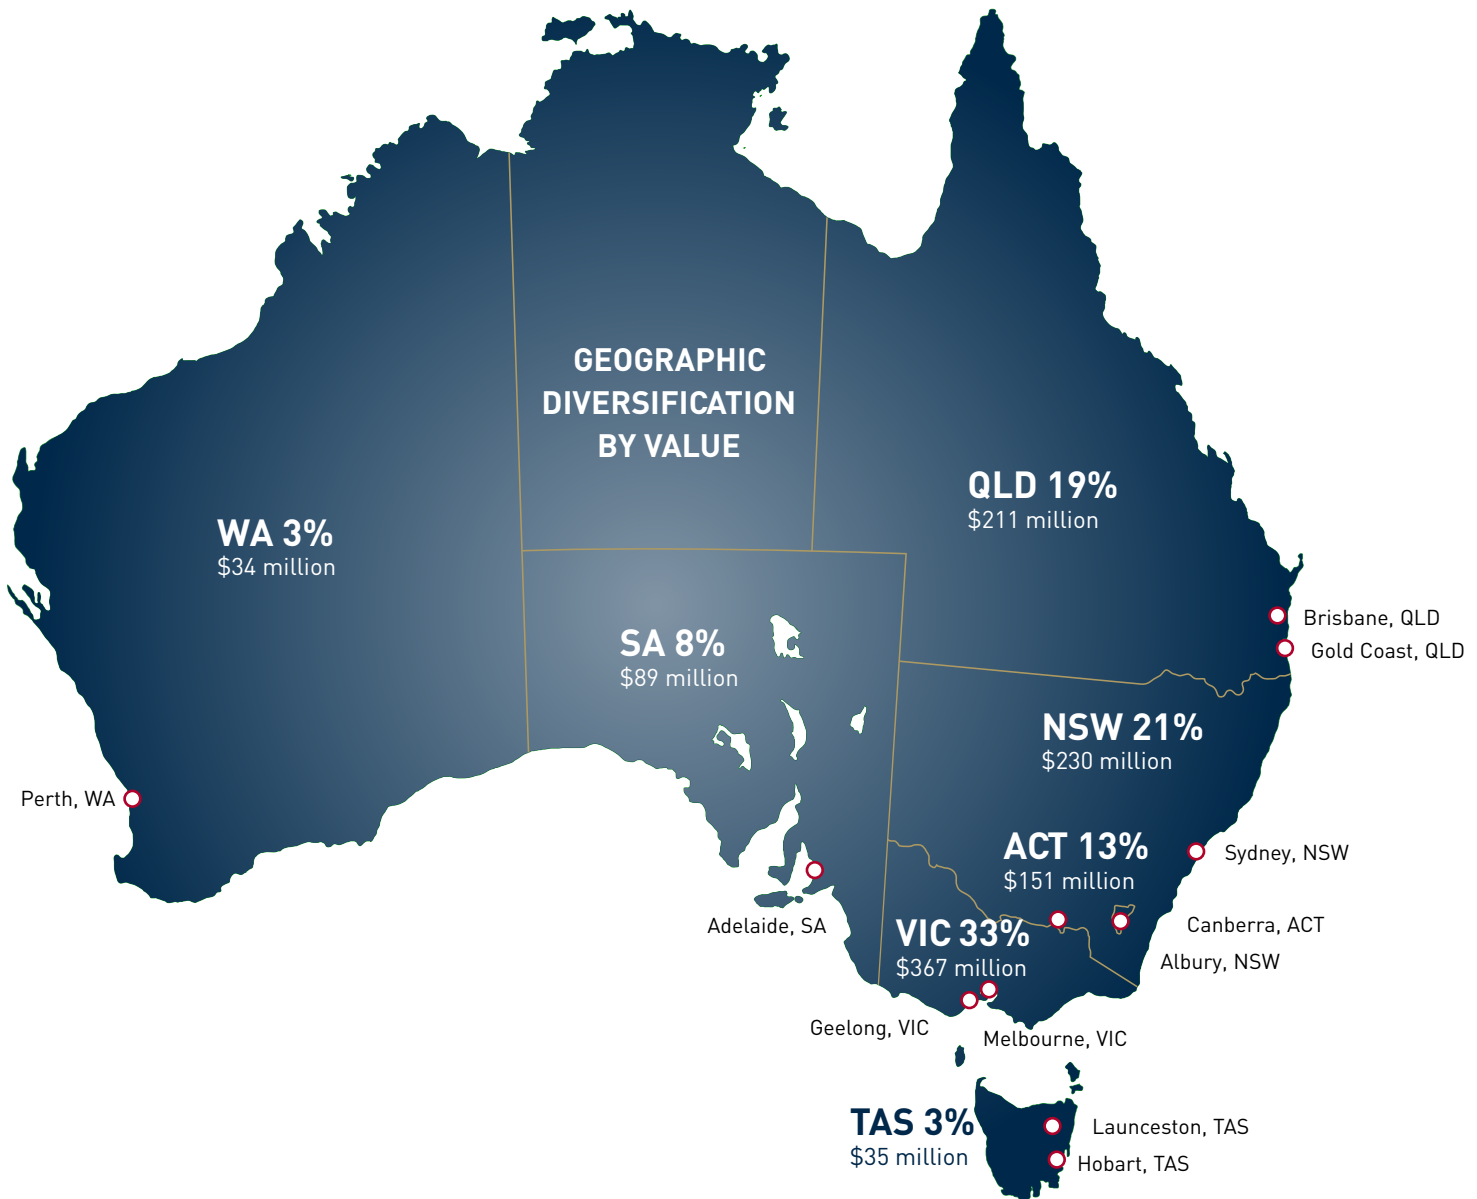 GEOGRAPHIC
DIVERSIFICATION
BY VALUE
QLD 19%
$211 million
WA 3%
$34 million
Brisbane, QLD
SA 8%
$89 million
Gold Coast, QLD
NSW 21%
$230 million
Perth, WA
ACT 13%
$151 million
Sydney, NSW
Adelaide, SA
VIC 33%
$367 million
Canberra, ACT
Albury, NSW
Geelong, VIC
Melbourne, VIC
TAS 3%
$35 million
Launceston, TAS
Hobart, TAS